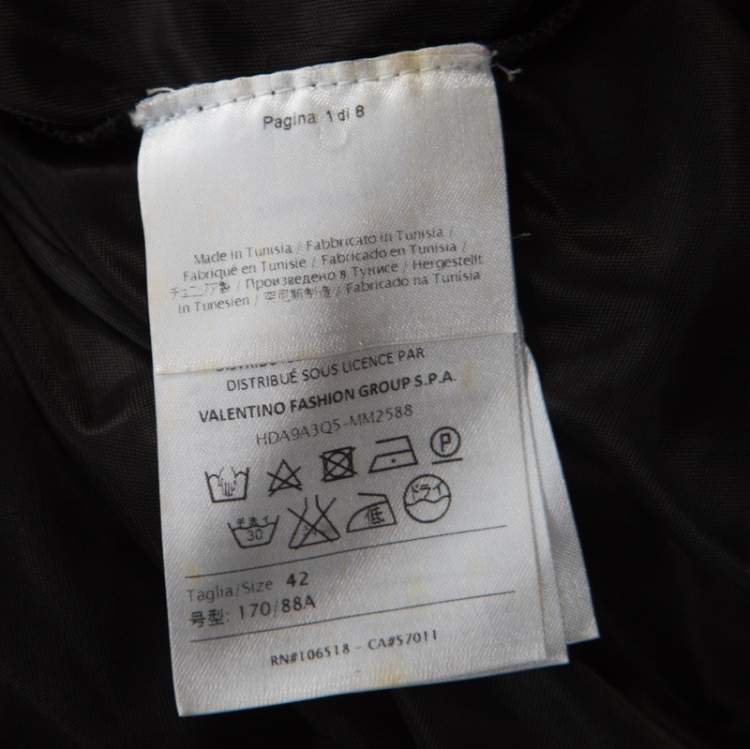 Pagina 1 di 8
Made in Tunisia / Fabbricato in Tunisia /
Fabriqué en Tunisie / Fabricado en Tunisia /
チュニジア製 / Произведено в Тунисе / Hergestellt
in Tunesien / 突尼斯制造 / Fabricado na Tunisia
DISTRIBUÉ SOUS LICENCE PAR
VALENTINO FASHION GROUP S.P.A.
HDA9A3Q5-MM2588
P
手洗イ 30 低 ドライ
Taglia/Size 42
号型: 170/88A
RN#106518 - CA#57011